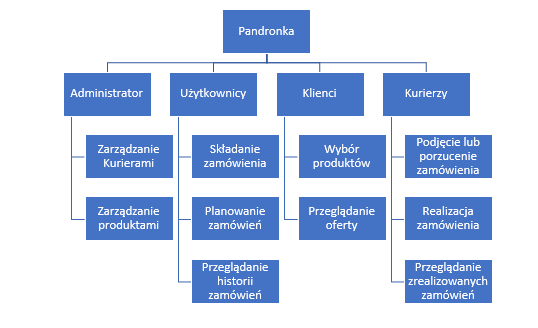 Pandronka
Administrator
Użytkownicy
Klienci
Kurierzy
Zarządzanie
Kurierami
Składanie
zamówienia
Wybór
produktów
Podjęcie lub
porzucenie
zamówienia
Zarządzanie
produktami
Planowanie
zamówień
Przeglądanie
oferty
Realizacja
zamówienia
Przeglądanie
historii
zamówień
Przeglądanie
zrealizowanych
zamówień